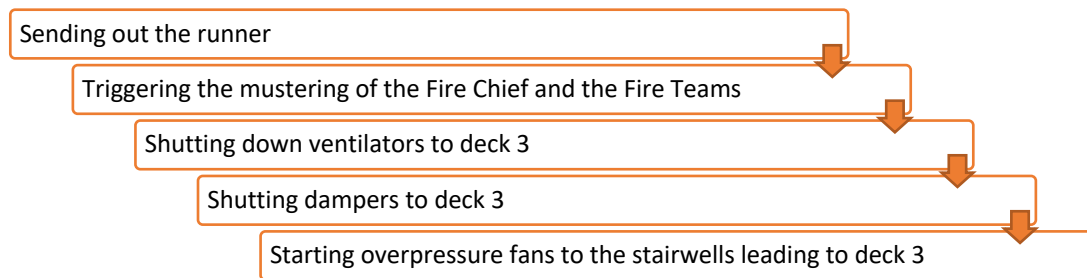 Sending out the runner
Triggering the mustering of the Fire Chief and the Fire Teams
Shutting down ventilators to deck 3
Shutting dampers to deck 3
Starting overpressure fans to the stairwells leading to deck 3